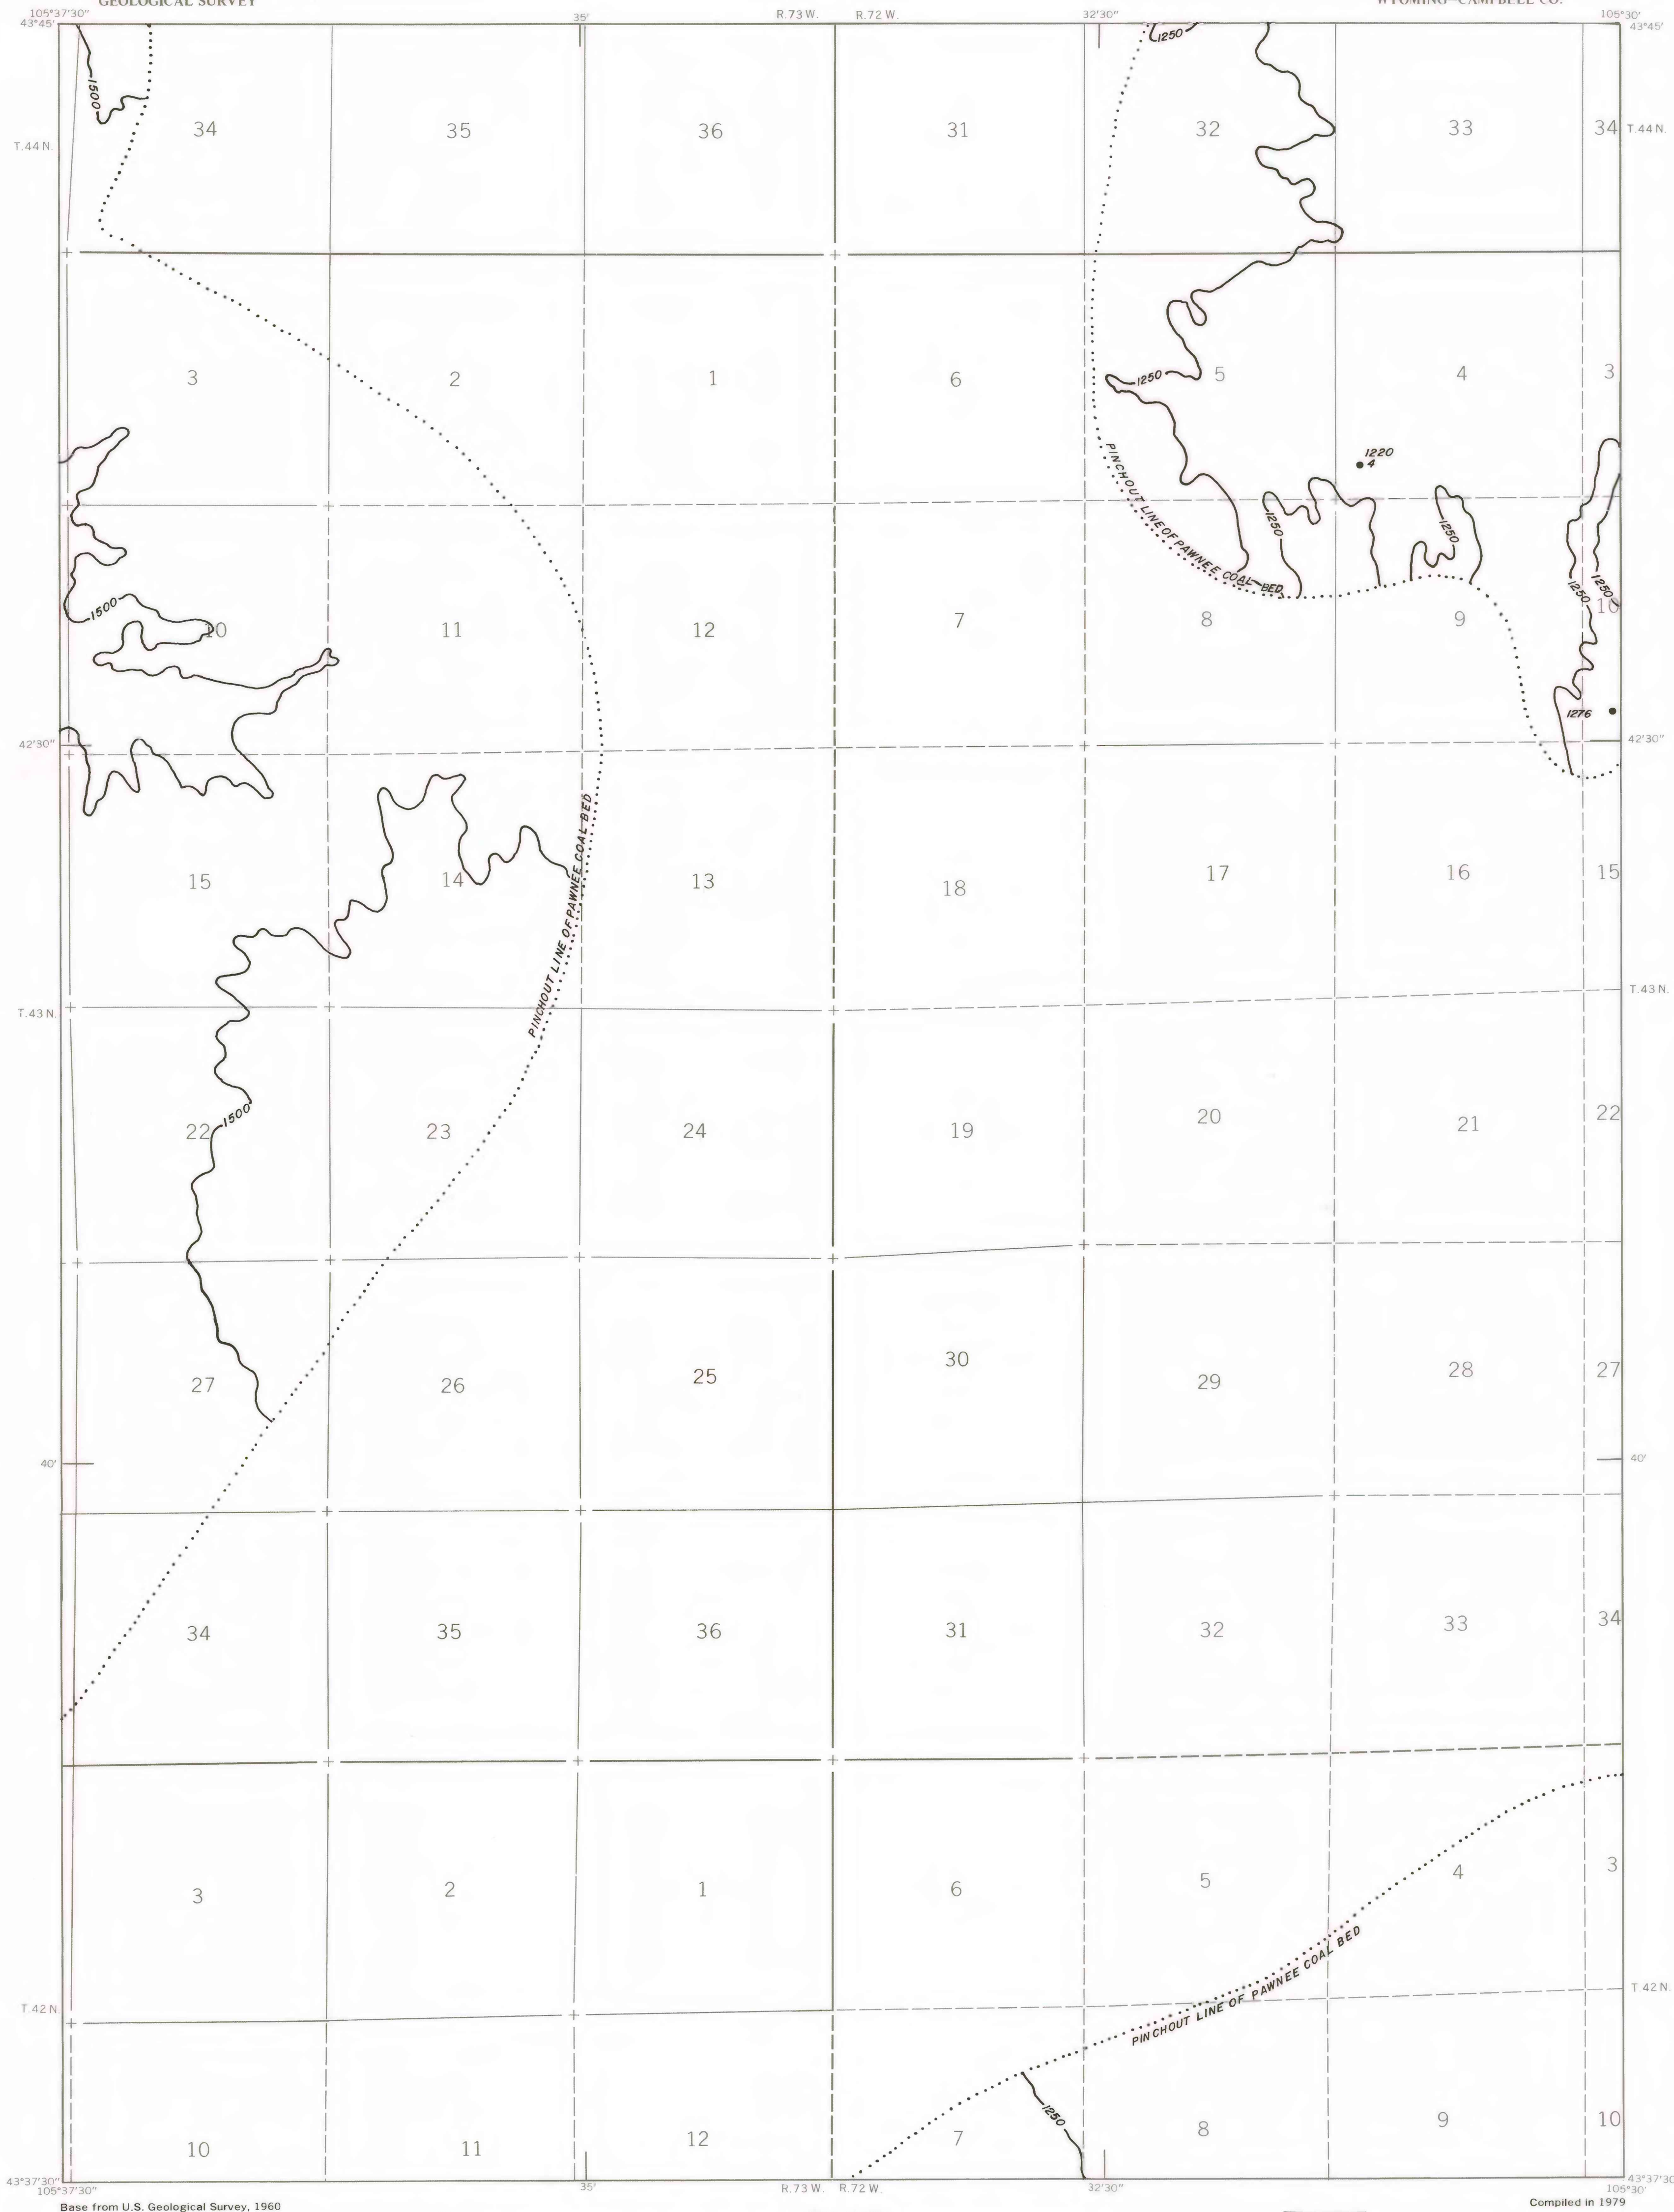 GEOLOGICAL SURVEY
WYOMING—CAMPBELL CO.
105°37'30" 35' R.73 W. R.72 W. 32'30" 105°30'
43°45' 43°45'
1250
1500
34 35 36 31 32 33 34
T.44 N. T.44 N.
3 2 1 6 5 4 3
1250
1220
4
PINCHOUT LINE OF PAWNEE COAL BED
1250 1250 1250 1250
1500
10 11 12 7 8 9 10
1276
42'30" 42'30"
PINCHOUT LINE OF PAWNEE COAL BED
15 14 13 18 17 16 15
T.43 N. T.43 N.
1500
22 23 24 19 20 21 22
27 26 25 30 29 28 27
40' 40'
34 35 36 31 32 33 34
3 2 1 6 5 4 3
PINCHOUT LINE OF PAWNEE COAL BED
T.42 N. T.42 N.
1250
10 11 12 7 8 9 10
43°37'30" 43°37'30
105°37'30" 35' R.73 W. R.72 W. 32'30" 105°30'
Base from U.S. Geological Survey, 1960
Compiled in 1979